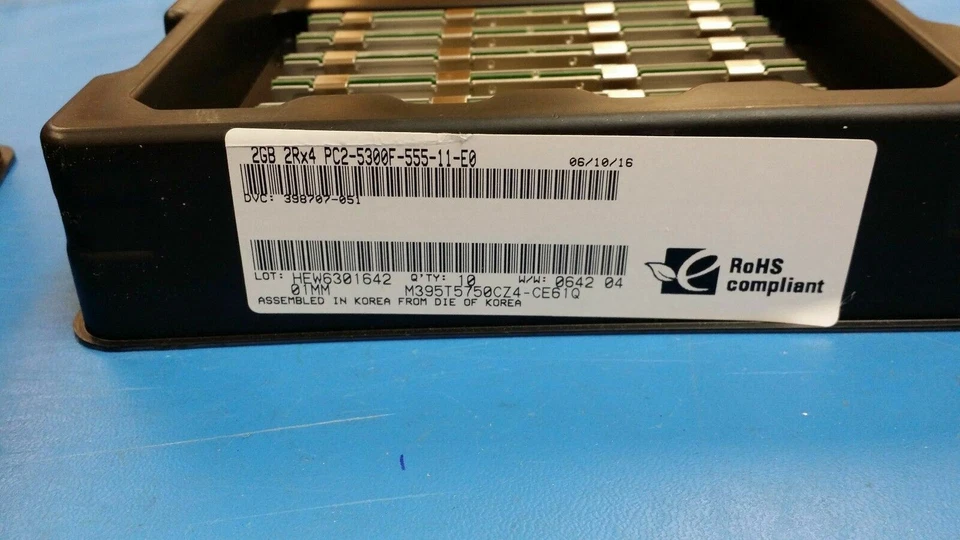 2GB 2Rx4 PC2-5300F-555-11-E0 06/10/16
DVC: 398707-051
LOT: HEW6301642 Q'TY: 10 W/W: 0642 04
01MM M395T5750CZ4-CE61Q
ASSEMBLED IN KOREA FROM DIE OF KOREA
e RoHS
compliant